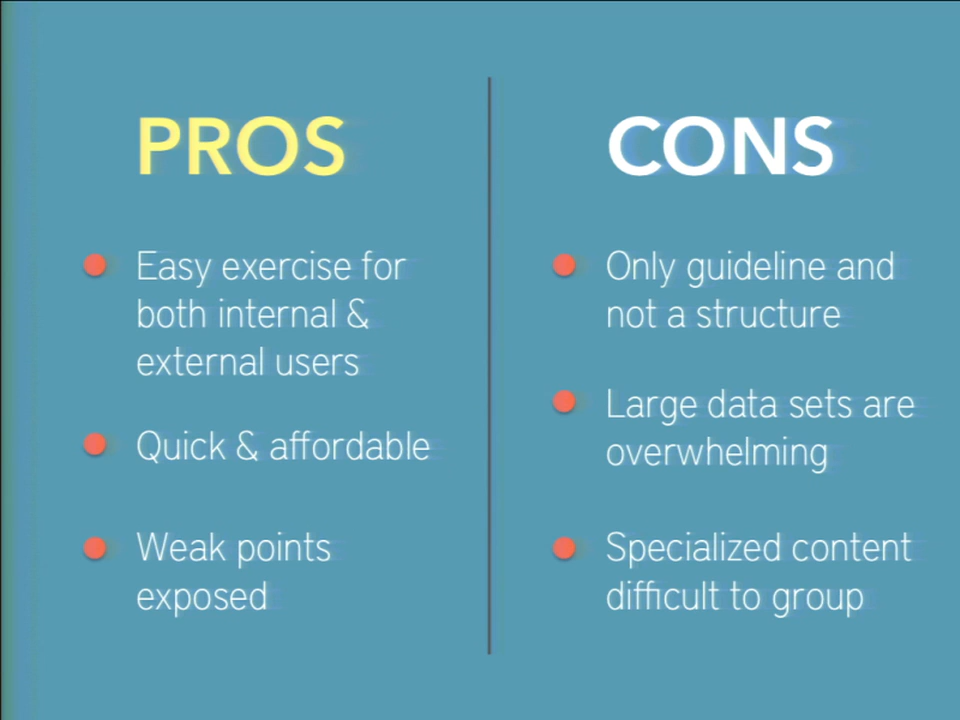 PROS
Easy exercise for
both internal &
external users
Quick & affordable
Weak points
exposed
CONS
Only guideline and
not a structure
Large data sets are
overwhelming
Specialized content
difficult to group